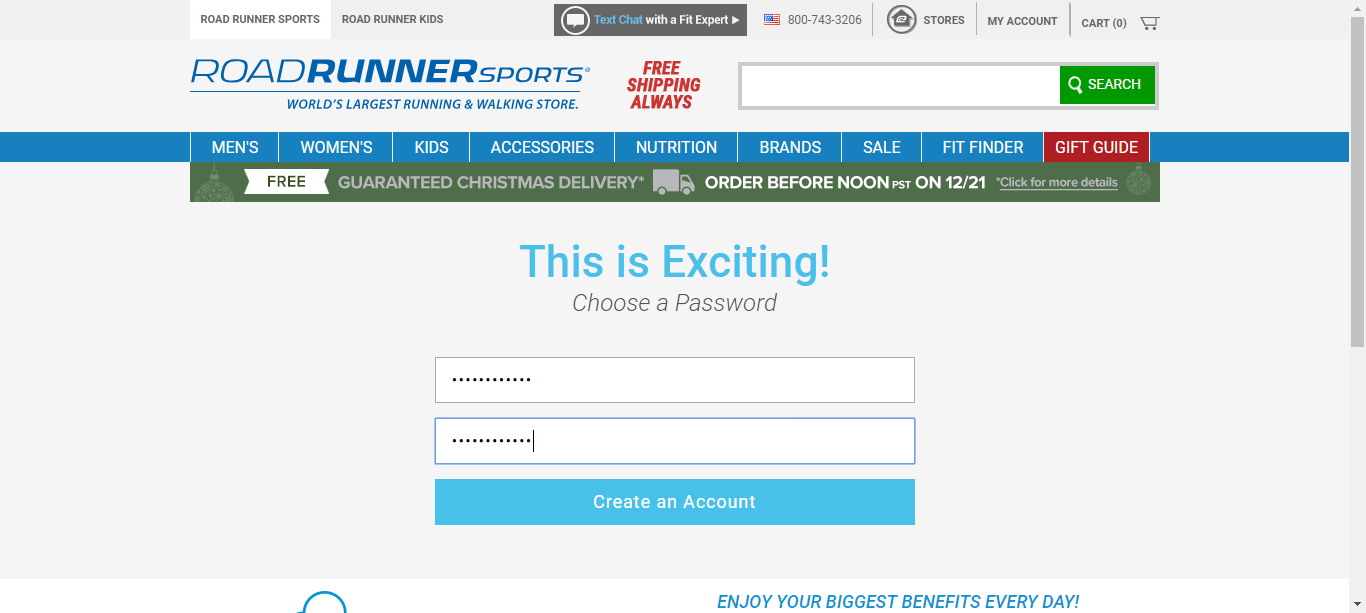 ROAD RUNNER SPORTS
ROAD RUNNER KIDS
Text Chat with a Fit Expert ▶
800-743-3206
STORES
MY ACCOUNT
CART (0)
ROADRUNNERSPORTS®
WORLD'S LARGEST RUNNING & WALKING STORE.
FREE
SHIPPING
ALWAYS
SEARCH
MEN'S
WOMEN'S
KIDS
ACCESSORIES
NUTRITION
BRANDS
SALE
FIT FINDER
GIFT GUIDE
FREE GUARANTEED CHRISTMAS DELIVERY* ORDER BEFORE NOON PST ON 12/21 *Click for more details
This is Exciting!
Choose a Password
••••••••••••
••••••••••••
Create an Account
ENJOY YOUR BIGGEST BENEFITS EVERY DAY!